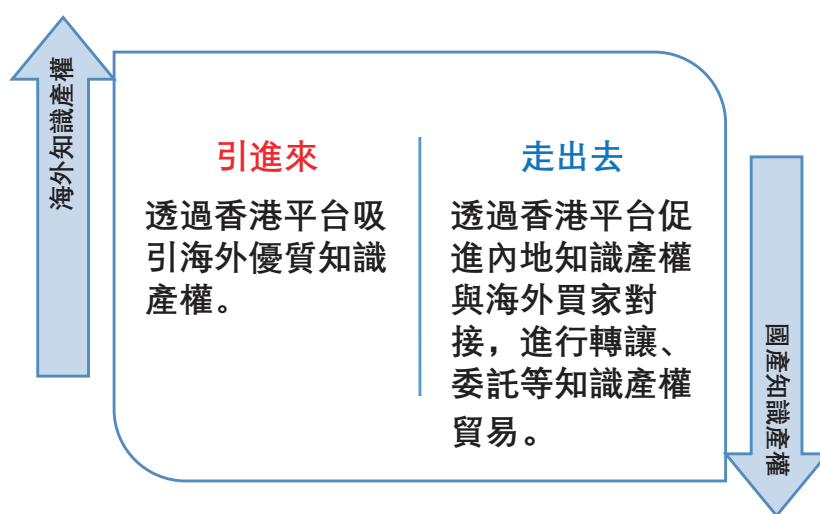 海外知識產權
引進來
透過香港平台吸
引海外優質知識
產權。
走出去
透過香港平台促
進內地知識產權
與海外買家對
接，進行轉讓、
委託等知識產權
貿易。
國產知識產權